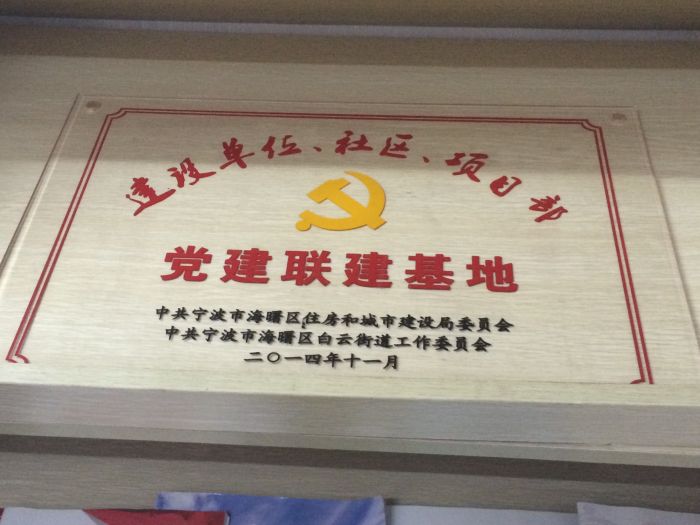 建设单位、社区、项目部
党建联建基地
中共宁波市海曙区住房和城市建设局委员会
中共宁波市海曙区白云街道工作委员会
二〇一四年十一月